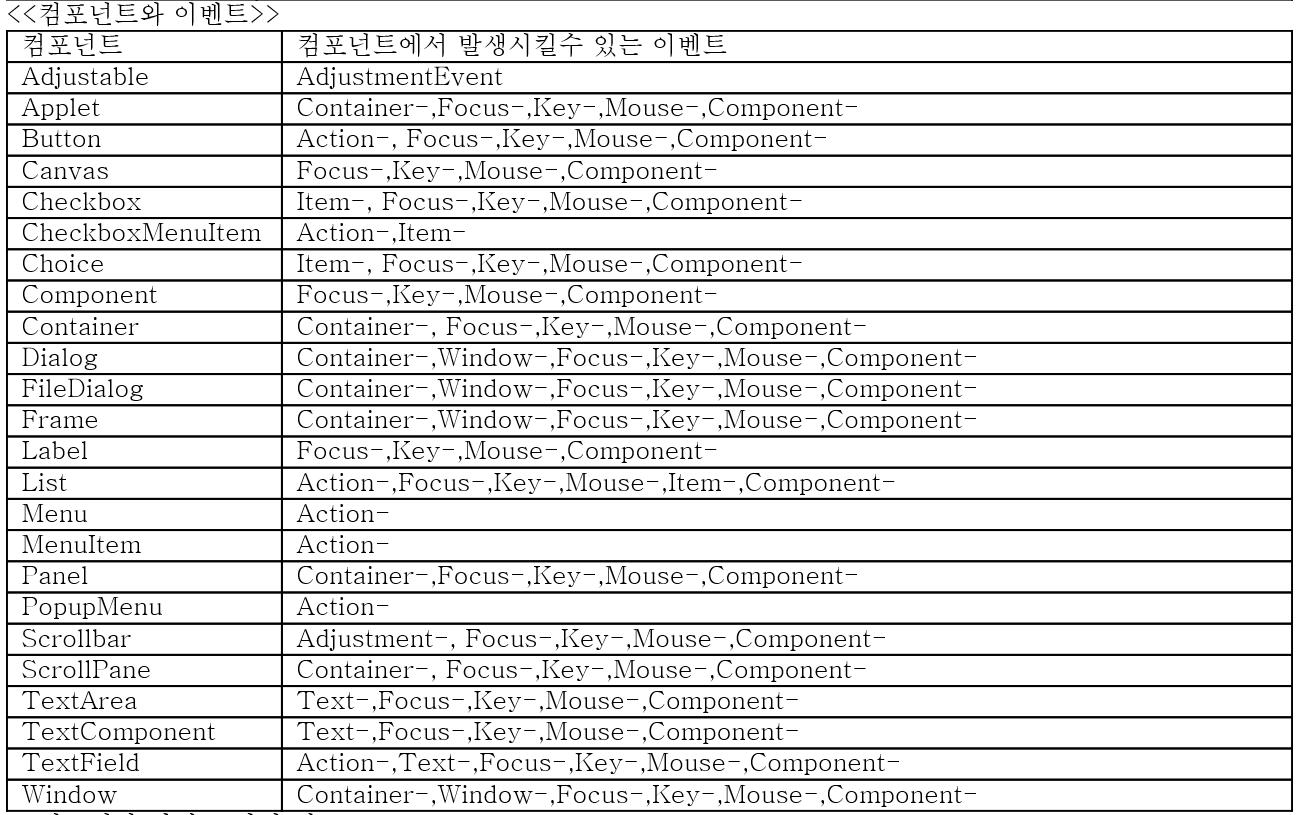 <<컴포넌트와 이벤트>>
컴포넌트 컴포넌트에서 발생시킬수 있는 이벤트
Adjustable AdjustmentEvent
Applet Container-,Focus-,Key-,Mouse-,Component-
Button Action-, Focus-,Key-,Mouse-,Component-
Canvas Focus-,Key-,Mouse-,Component-
Checkbox Item-, Focus-,Key-,Mouse-,Component-
CheckboxMenuItem Action-,Item-
Choice Item-, Focus-,Key-,Mouse-,Component-
Component Focus-,Key-,Mouse-,Component-
Container Container-, Focus-,Key-,Mouse-,Component-
Dialog Container-,Window-,Focus-,Key-,Mouse-,Component-
FileDialog Container-,Window-,Focus-,Key-,Mouse-,Component-
Frame Container-,Window-,Focus-,Key-,Mouse-,Component-
Label Focus-,Key-,Mouse-,Component-
List Action-,Focus-,Key-,Mouse-,Item-,Component-
Menu Action-
MenuItem Action-
Panel Container-,Focus-,Key-,Mouse-,Component-
PopupMenu Action-
Scrollbar Adjustment-, Focus-,Key-,Mouse-,Component-
ScrollPane Container-, Focus-,Key-,Mouse-,Component-
TextArea Text-,Focus-,Key-,Mouse-,Component-
TextComponent Text-,Focus-,Key-,Mouse-,Component-
TextField Action-,Text-,Focus-,Key-,Mouse-,Component-
Window Container-,Window-,Focus-,Key-,Mouse-,Component-